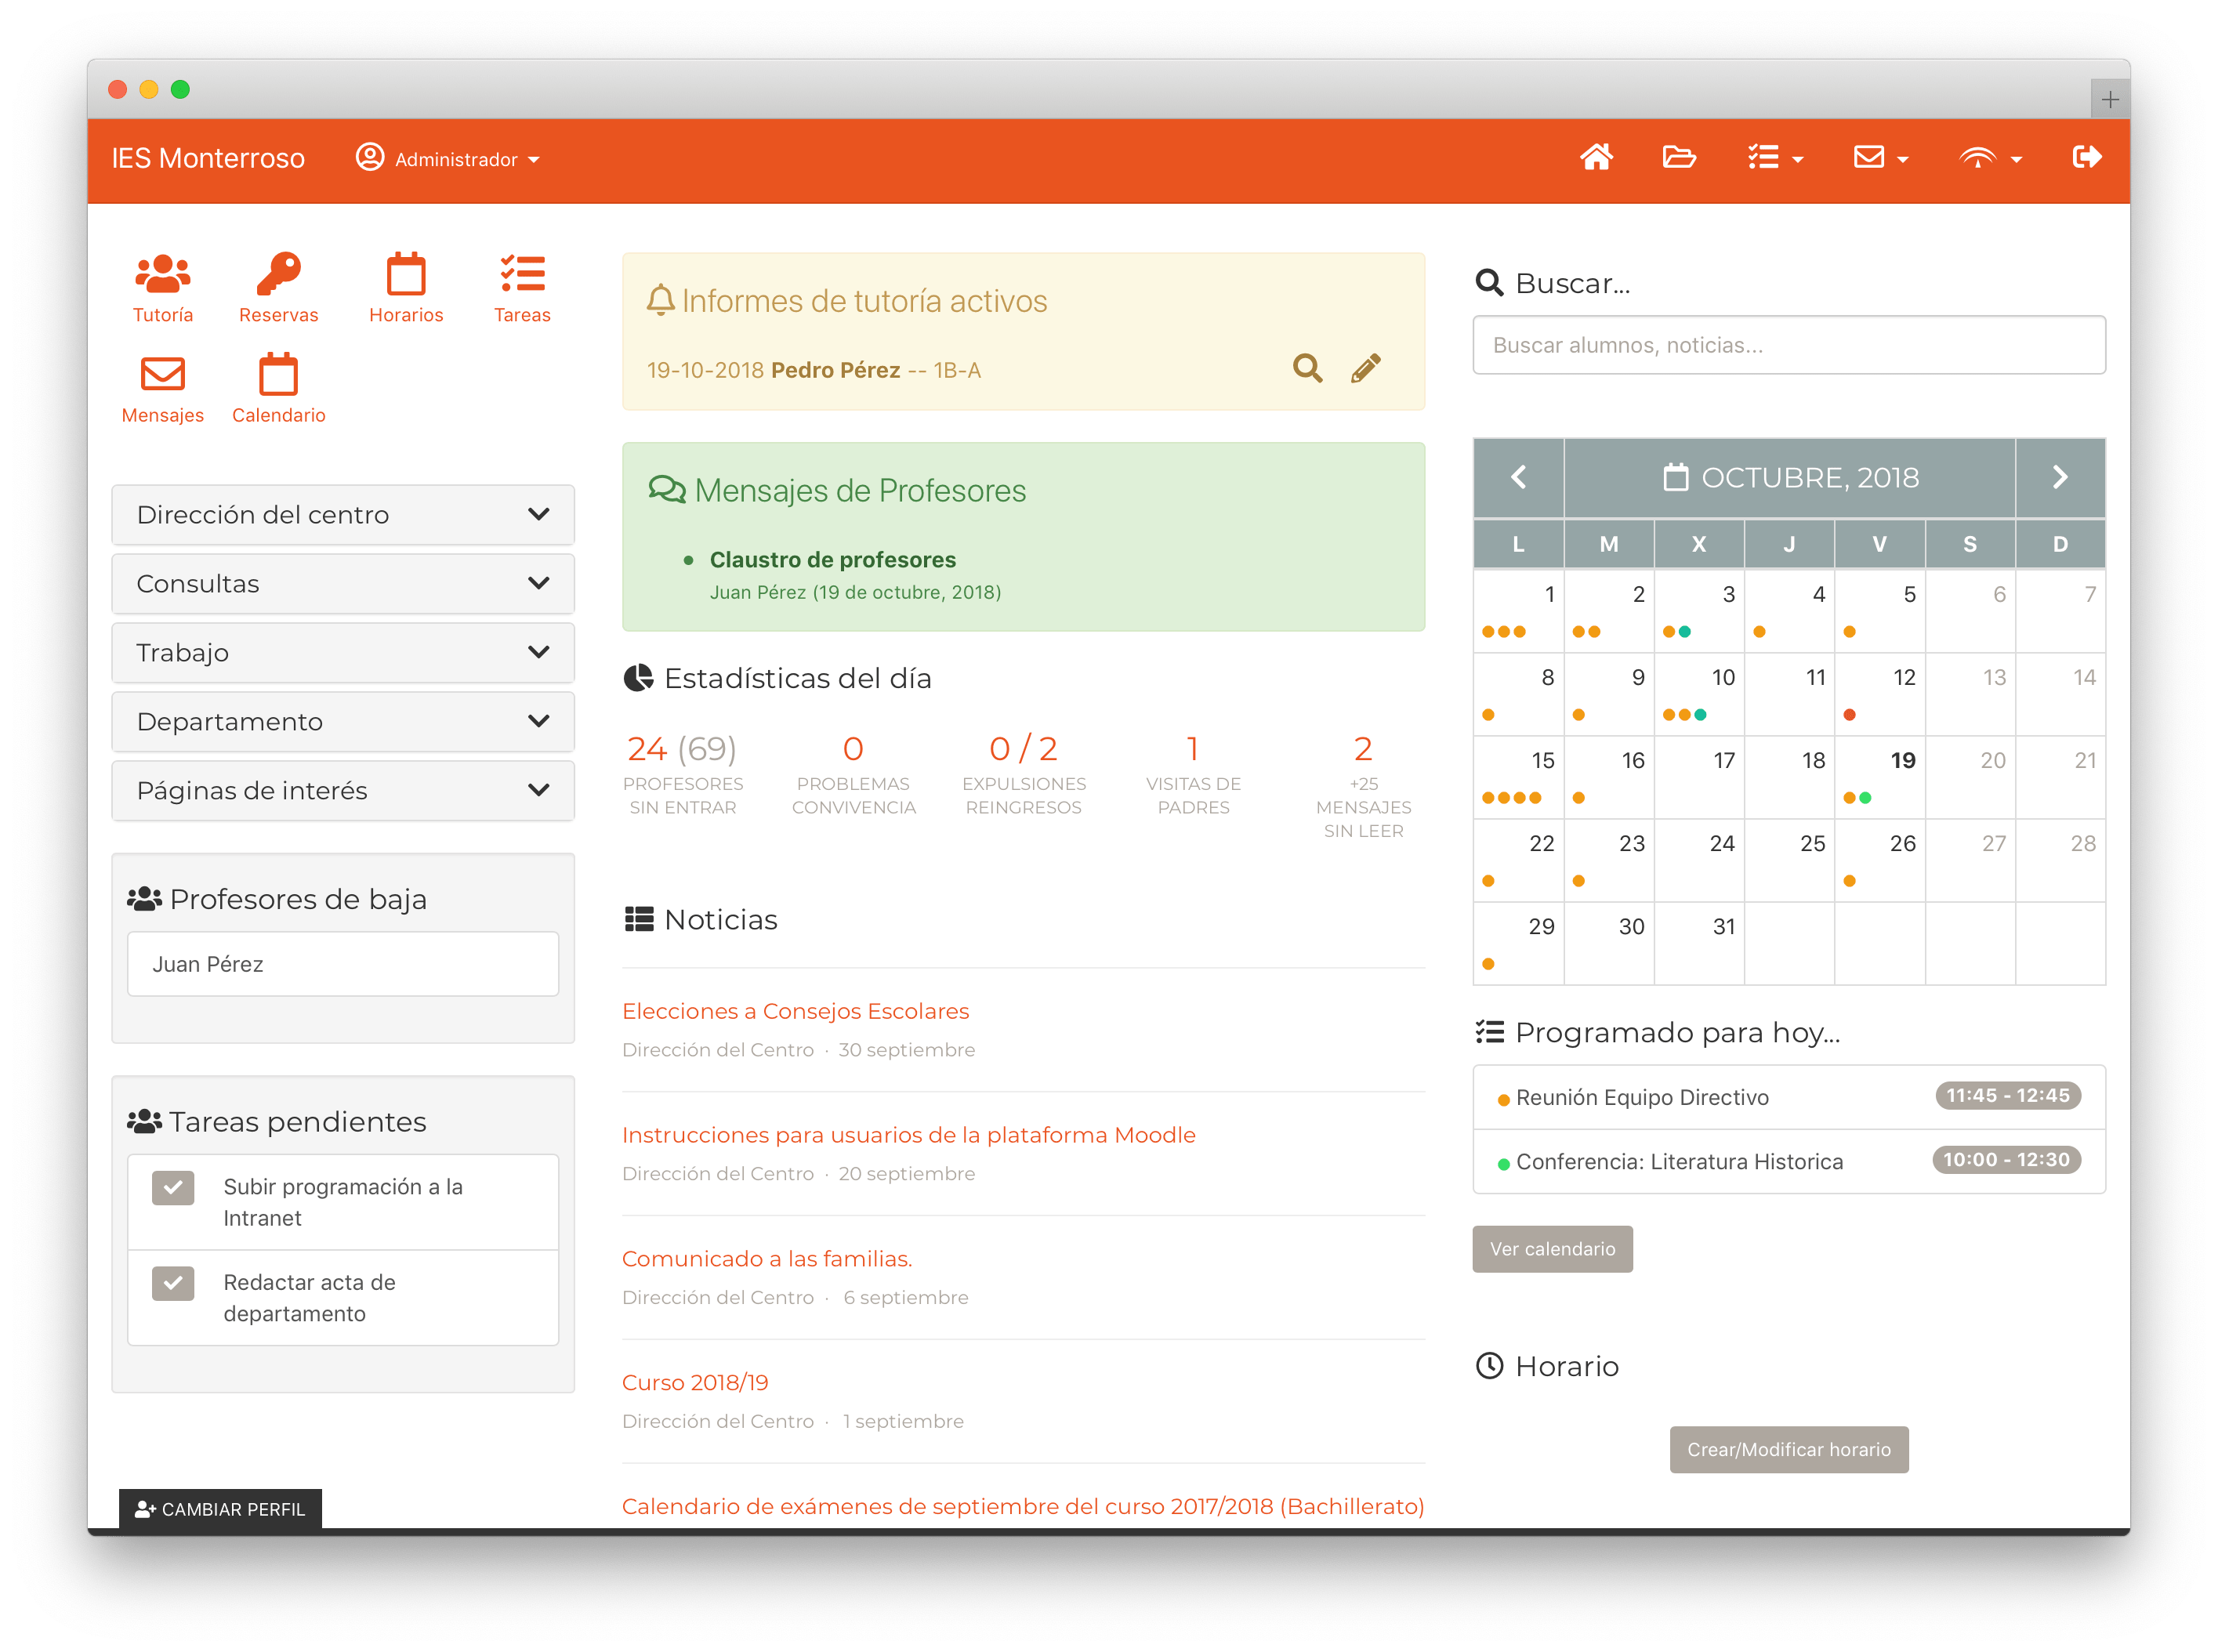 IES Monterroso
Administrador
Tutoría
Reservas
Horarios
Tareas
Mensajes
Calendario
Dirección del centro
Consultas
Trabajo
Departamento
Páginas de interés
Profesores de baja
Juan Pérez
Tareas pendientes
Subir programación a la
Intranet
Redactar acta de
departamento
CAMBIAR PERFIL
Informes de tutoría activos
19-10-2018 Pedro Pérez -- 1B-A
Mensajes de Profesores
Claustro de profesores
Juan Pérez (19 de octubre, 2018)
Estadísticas del día
24 (69)
PROFESORES
SIN ENTRAR
0
PROBLEMAS
CONVIVENCIA
0 / 2
EXPULSIONES
REINGRESOS
1
VISITAS DE
PADRES
2
+25
MENSAJES
SIN LEER
Noticias
Elecciones a Consejos Escolares
Dirección del Centro · 30 septiembre
Instrucciones para usuarios de la plataforma Moodle
Dirección del Centro · 20 septiembre
Comunicado a las familias.
Dirección del Centro · 6 septiembre
Curso 2018/19
Dirección del Centro · 1 septiembre
Calendario de exámenes de septiembre del curso 2017/2018 (Bachillerato)
Buscar...
Buscar alumnos, noticias...
OCTUBRE, 2018
L M X J V S D
1 2 3 4 5 6 7
8 9 10 11 12 13 14
15 16 17 18 19 20 21
22 23 24 25 26 27 28
29 30 31
Programado para hoy...
Reunión Equipo Directivo 11:45 - 12:45
Conferencia: Literatura Historica 10:00 - 12:30
Ver calendario
Horario
Crear/Modificar horario